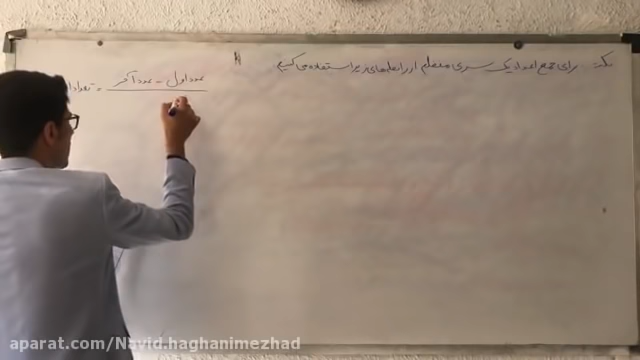 نکته: برای جمع اعداد یک سری منظم از رابطه‌های زیر استفاده می‌کنیم
عدد اول - عدد آخر
= تعداد
aparat.com/Navid.haghanimezhad